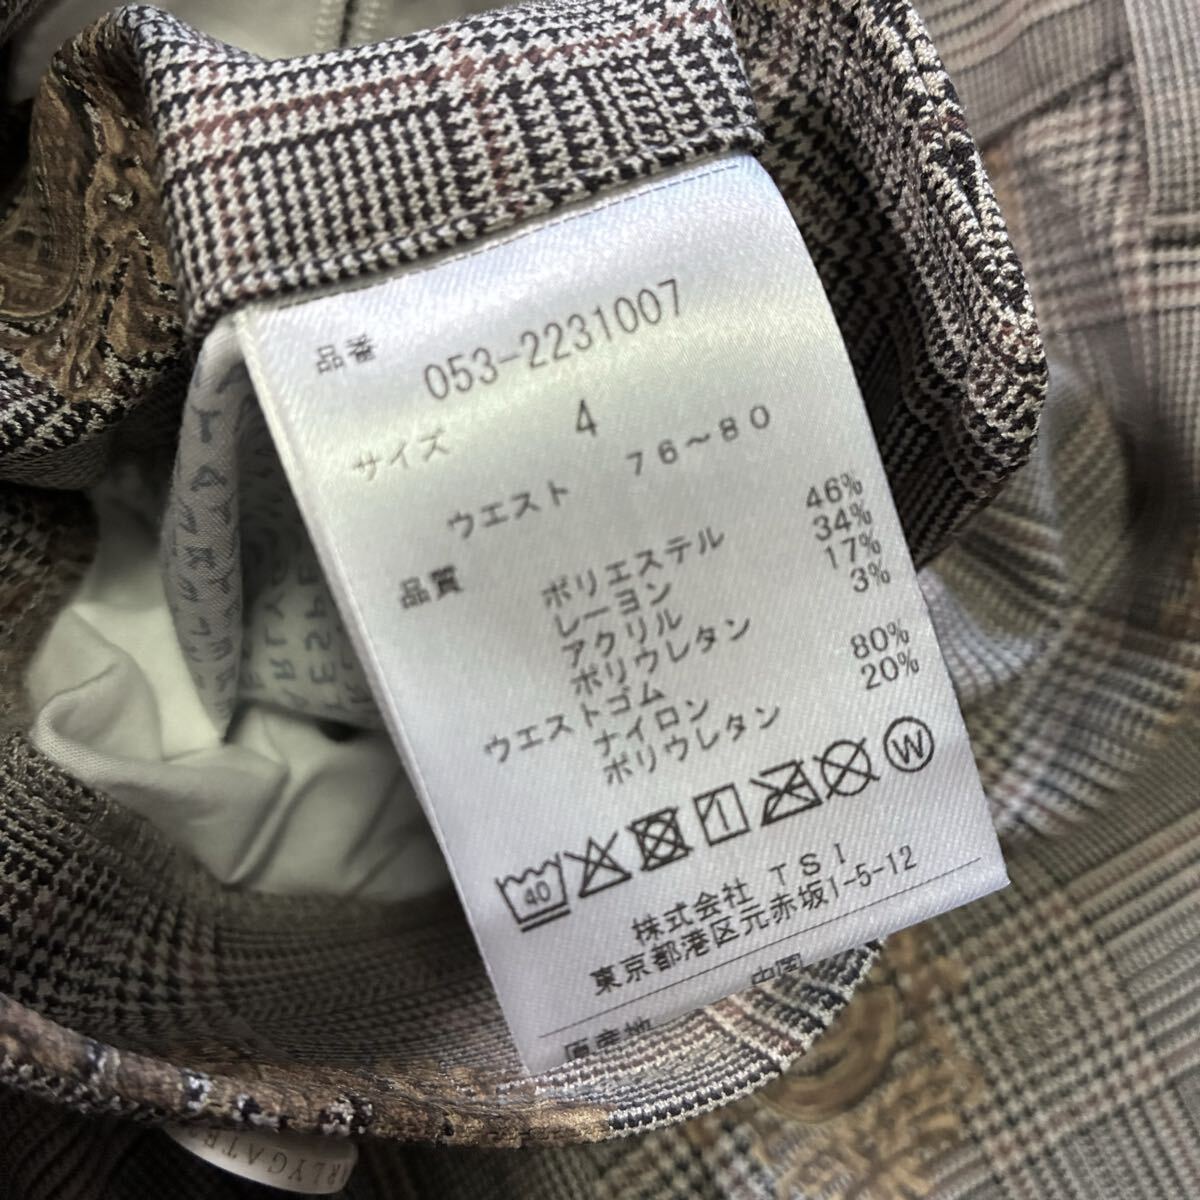 品番 053-2231007
サイズ 4
ウエスト 76～80
品質
ポリエステル 46%
レーヨン 34%
アクリル 17%
ポリウレタン 3%
ウエストゴム
ナイロン 80%
ポリウレタン 20%
40
W
株式会社 TSI
東京都港区元赤坂1-5-12
原産地 中国
RLYGATE